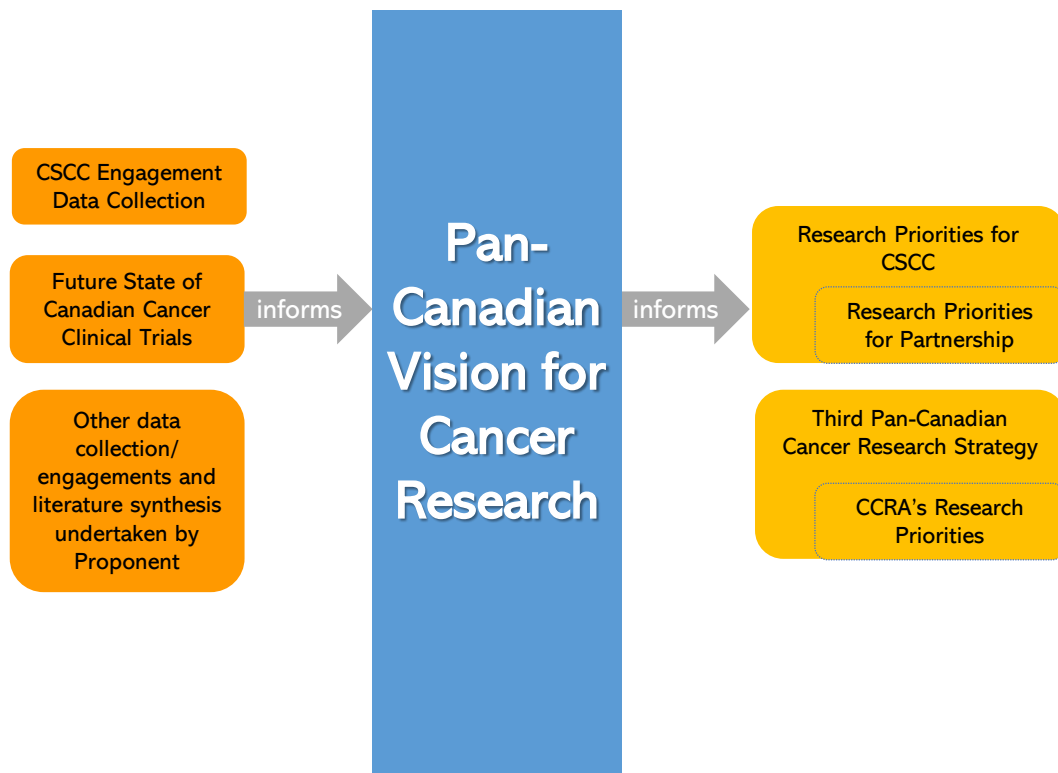 CSCC Engagement
Data Collection
Future State of
Canadian Cancer
Clinical Trials
Other data
collection/
engagements and
literature synthesis
undertaken by
Proponent
informs
Pan-
Canadian
Vision for
Cancer
Research
informs
Research Priorities for
CSCC
Research Priorities
for Partnership
Third Pan-Canadian
Cancer Research Strategy
CCRA's Research
Priorities